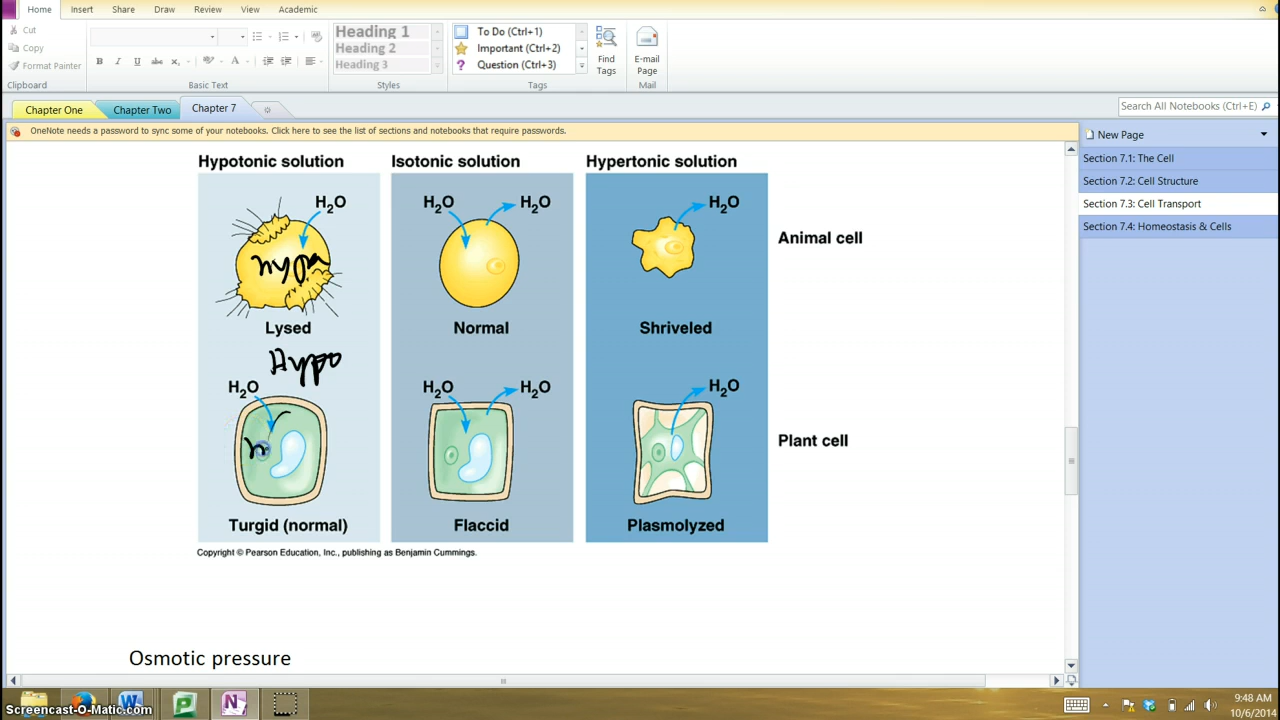 Home Insert Share Draw Review View Academic
Cut
Copy
Format Painter
Clipboard
B I U abc
Basic Text
Heading 1
Heading 2
Heading 3
Styles
To Do (Ctrl+1)
Important (Ctrl+2)
? Question (Ctrl+3)
Tags
Find Tags
E-mail Page
Mail
Chapter One Chapter Two Chapter 7
Search All Notebooks (Ctrl+E)
OneNote needs a password to sync some of your notebooks. Click here to see the list of sections and notebooks that require passwords.
New Page
Section 7.1: The Cell
Section 7.2: Cell Structure
Section 7.3: Cell Transport
Section 7.4: Homeostasis & Cells
Hypotonic solution Isotonic solution Hypertonic solution
H₂O H₂O H₂O H₂O
Animal cell
Lysed Normal Shriveled
Hypo
H₂O H₂O H₂O H₂O
Plant cell
Turgid (normal) Flaccid Plasmolyzed
Copyright © Pearson Education, Inc., publishing as Benjamin Cummings.
Osmotic pressure
Screencast-O-Matic.com
9:48 AM
10/6/2014